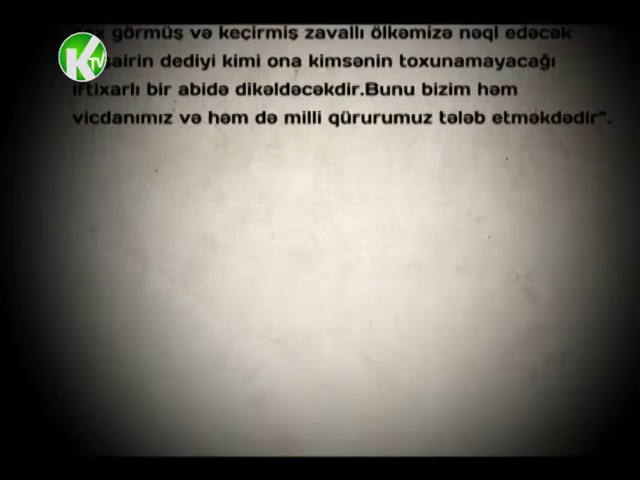 KTV
görmüş və keçirmiş zavallı ölkəmizə nəql edəcək
şairin dediyi kimi ona kimsənin toxunamayacağı
iftixarlı bir abidə dikəldəcəkdir.Bunu bizim həm
vicdanımız və həm də milli qürurumuz tələb etməkdədir".